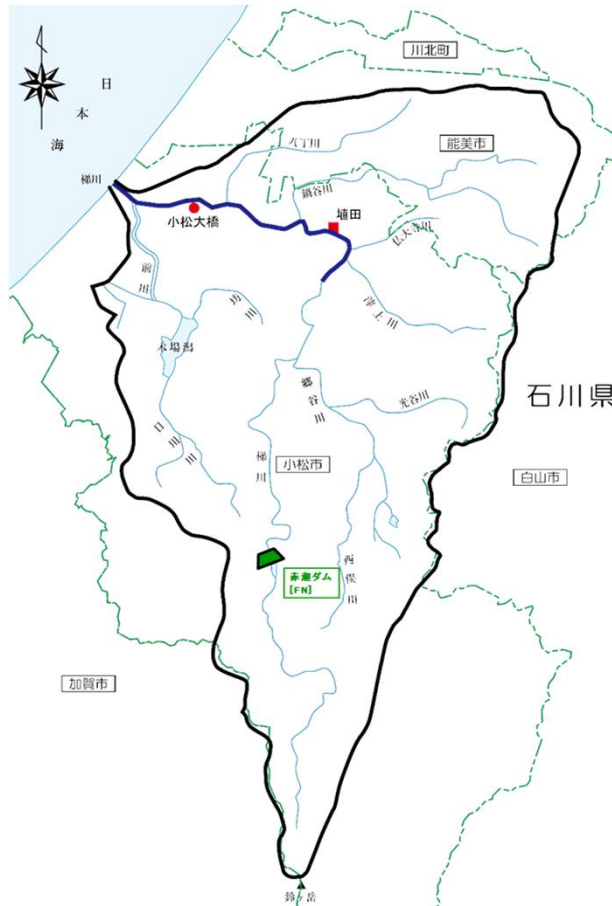 川北町
日本海
能美市
八丁川
梯川
鍋谷川
小松大橋
埴田
仏大寺川
前川
坊川
滓上川
木場潟
石川県
郷谷川
光谷川
日用川
梯川
小松市
白山市
赤瀬ダム
[FN]
西俣川
加賀市
鈴ヶ岳